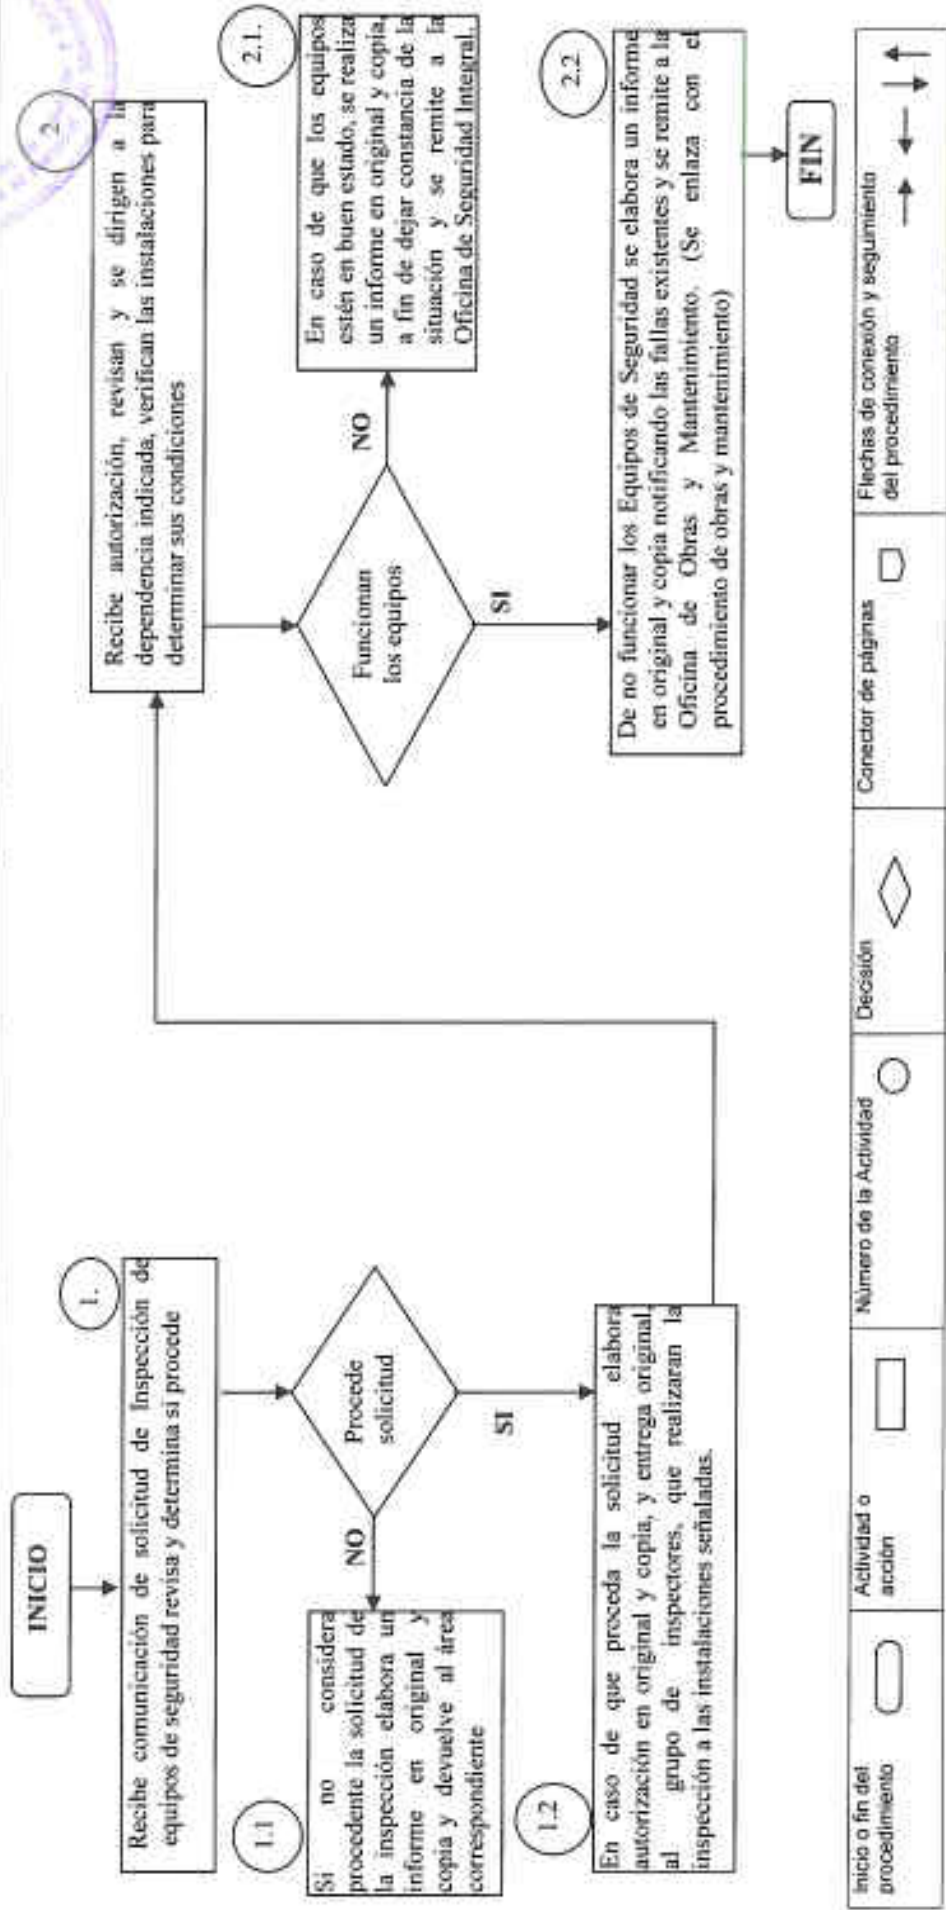 INICIO
1.
Recibe comunicación de solicitud de Inspección de
equipos de seguridad revisa y determina si procede
Procede
solicitud
NO
1.1
Si no considera
procedente la solicitud de
la inspección elabora un
informe en original y
copia y devuelve al área
correspondiente
SI
1.2
En caso de que proceda la solicitud elabora
autorización en original y copia, y entrega original,
al grupo de inspectores, que realizaran la
inspección a las instalaciones señaladas.
2
Recibe autorización, revisan y se dirigen a la
dependencia indicada, verifican las instalaciones para
determinar sus condiciones
Funcionan
los equipos
NO
2.1.
En caso de que los equipos
estén en buen estado, se realiza
un informe en original y copia,
a fin de dejar constancia de la
situación y se remite a la
Oficina de Seguridad Integral.
SI
2.2
De no funcionar los Equipos de Seguridad se elabora un informe
en original y copia notificando las fallas existentes y se remite a la
Oficina de Obras y Mantenimiento. (Se enlaza con el
procedimiento de obras y mantenimiento)
FIN
Inicio o fin del
procedimiento
Actividad o
acción
Número de la Actividad
Decisión
Conector de páginas
Flechas de conexión y seguimiento
del procedimiento